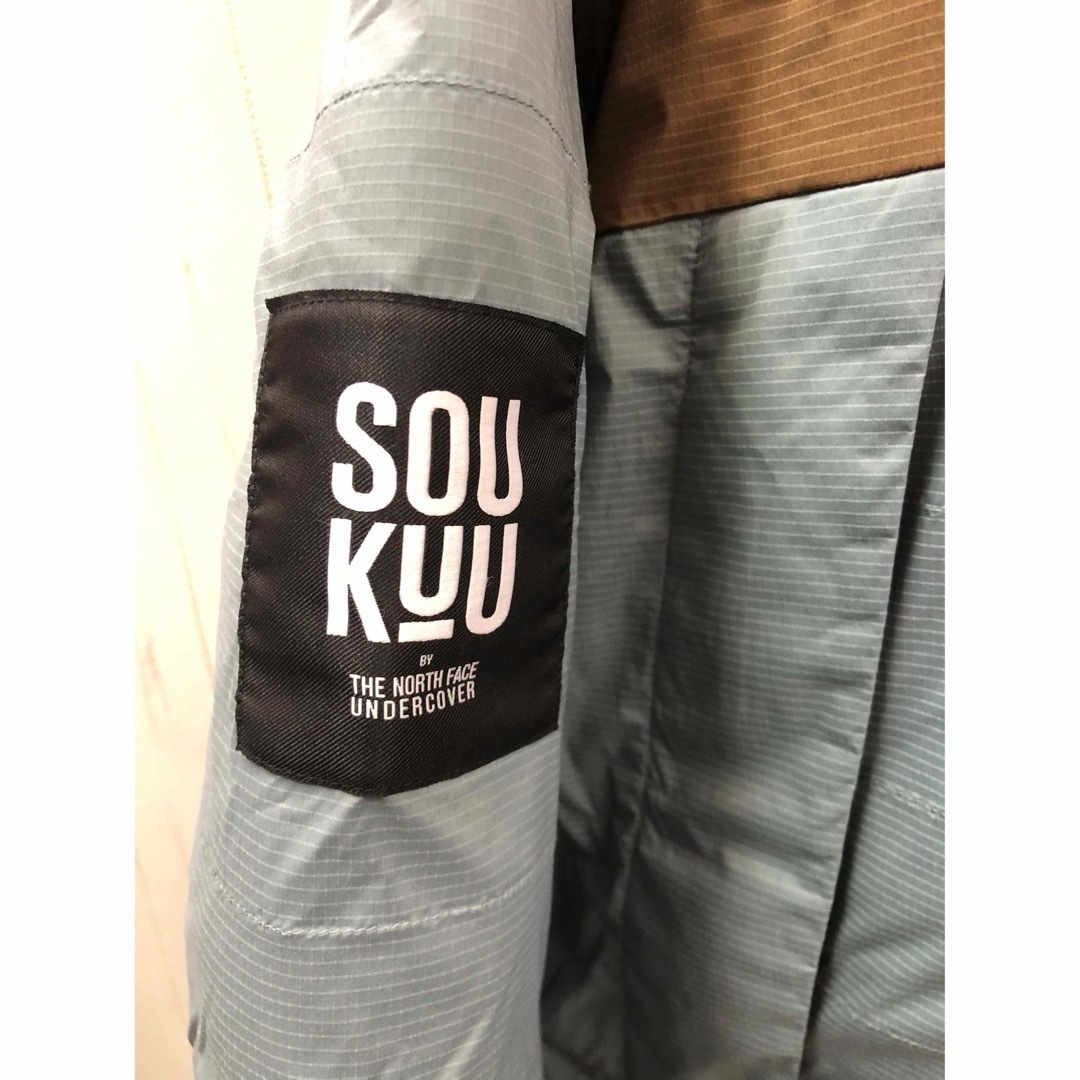 SOU
KUU
BY
THE NORTH FACE
UNDERCOVER